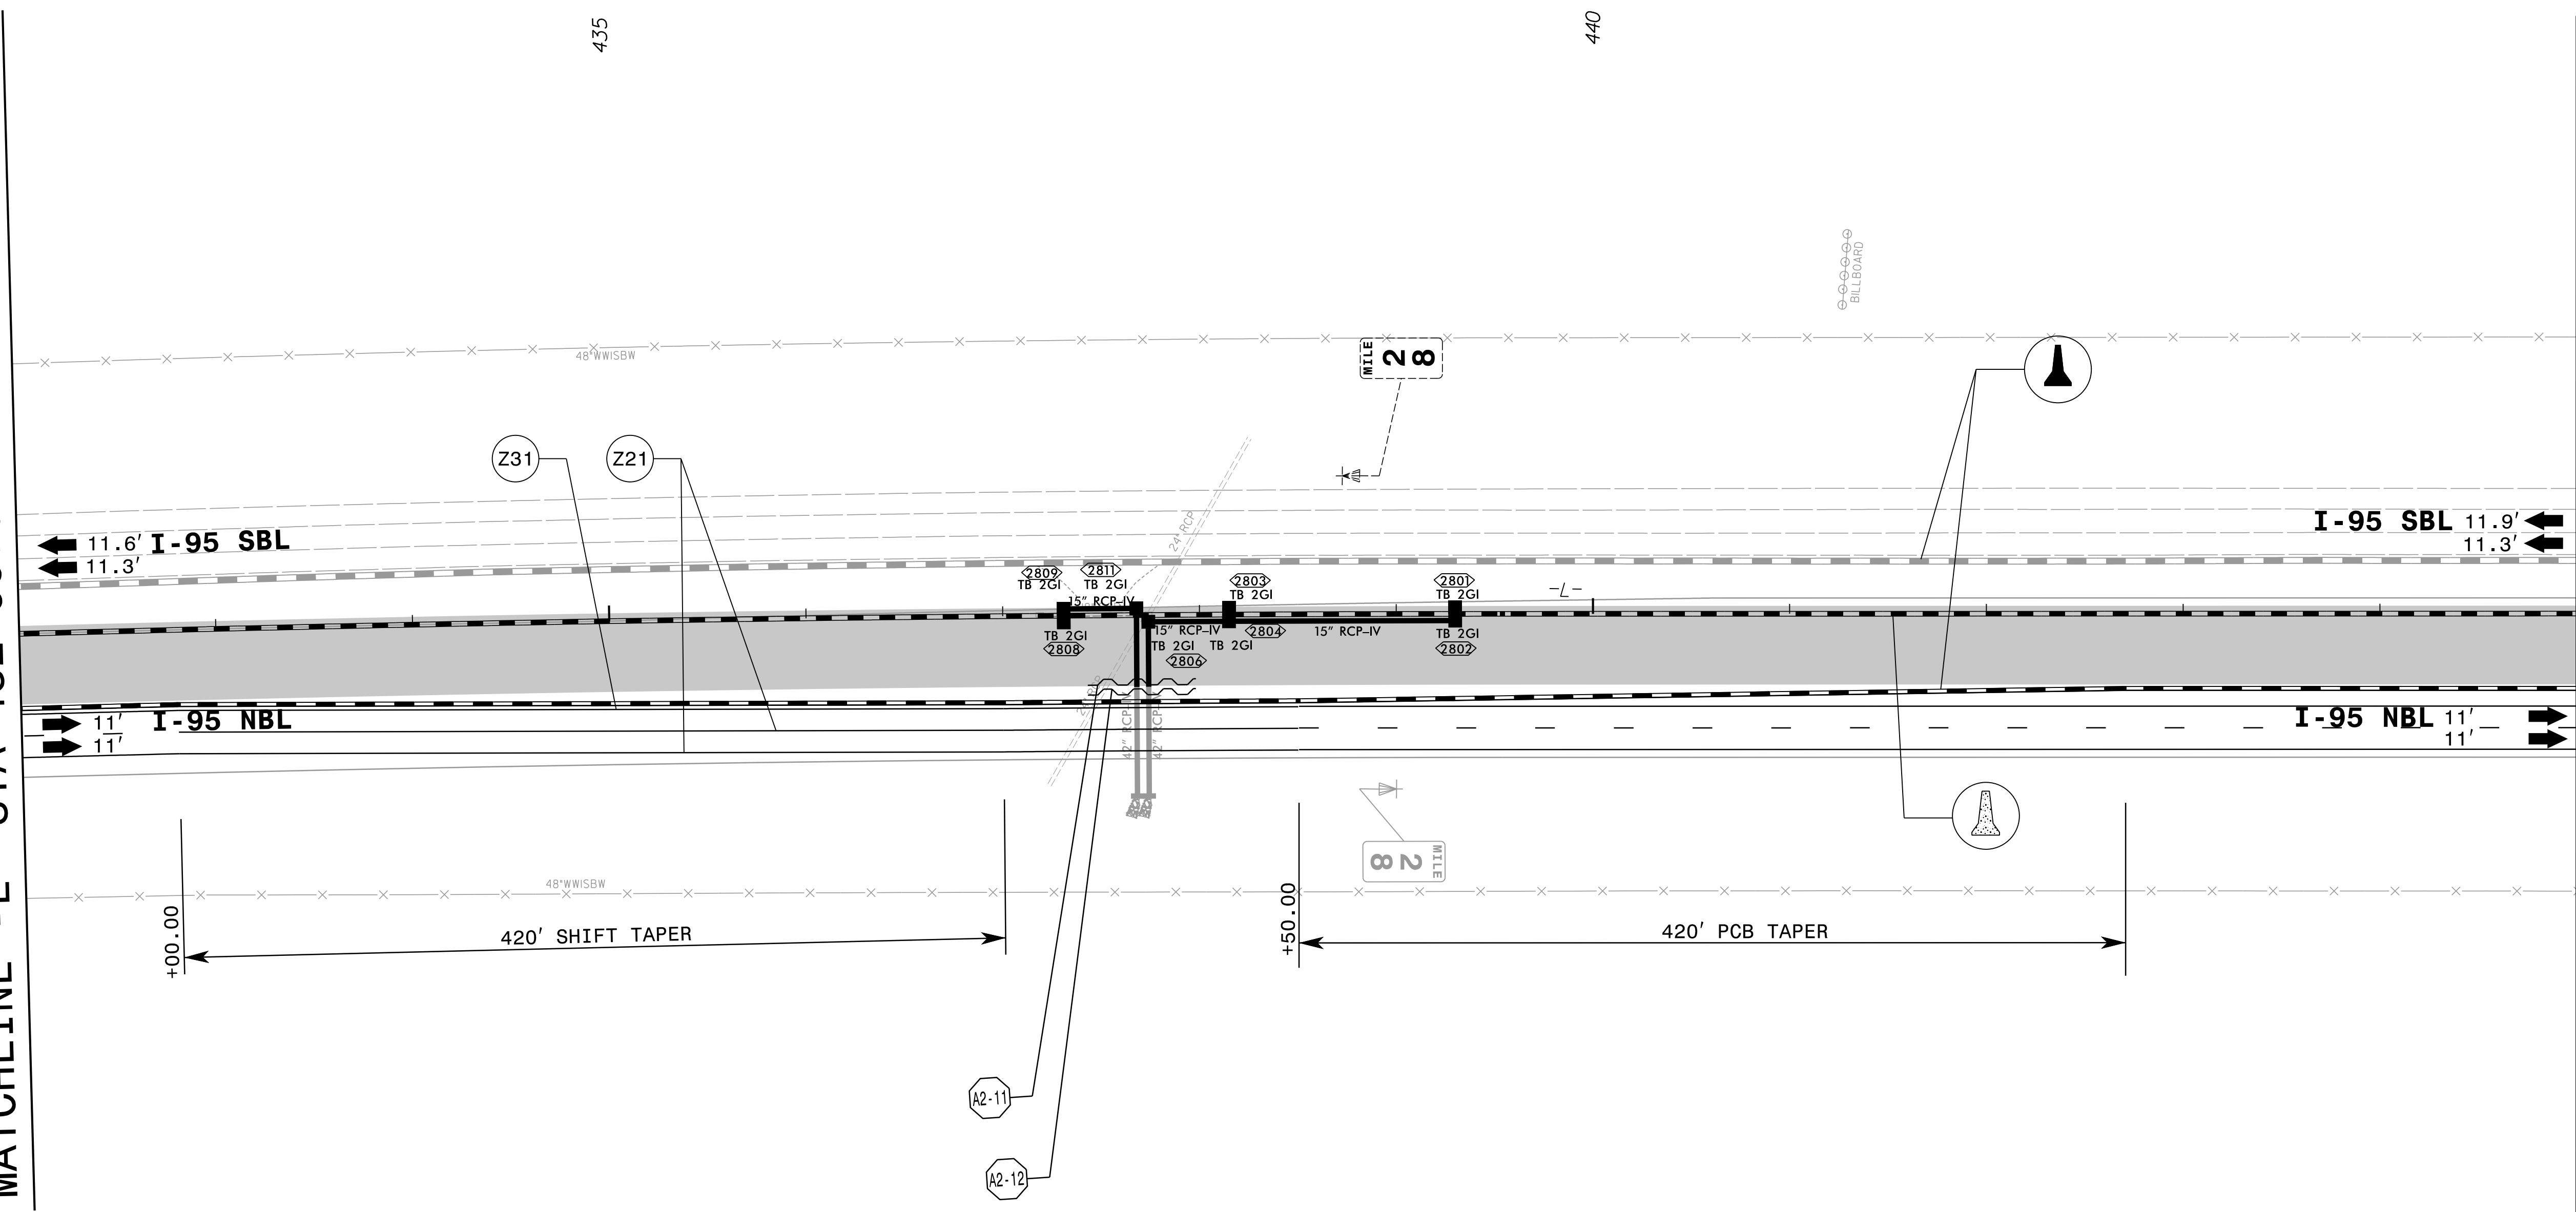 435
440
BILLBOARD
48"WWISBW
MILE
28
Z31
Z21
24" RCP
I-95 SBL 11.9'
11.3'
11.6' I-95 SBL
11.3'
2809
TB 2GI
2811
TB 2GI
2803
TB 2GI
2801
TB 2GI
-L-
15" RCP-IV
15" RCP-IV
15" RCP-IV
TB 2GI
2808
TB 2GI
2806
TB 2GI
2804
TB 2GI
2802
42" RCP-IV
42" RCP-IV
11' I-95 NBL
11'
I-95 NBL 11'
11'
MILE
28
48"WWISBW
+00.00
420' SHIFT TAPER
+50.00
420' PCB TAPER
A2-11
A2-12
MATCHLINE